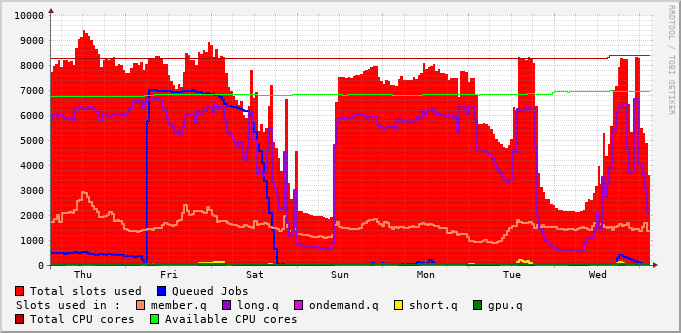 10000
9000
8000
7000
6000
5000
4000
3000
2000
1000
0
Thu Fri Sat Sun Mon Tue Wed
RRDTOOL / TOBI OETIKER
Total slots used Queued Jobs
Slots used in : member.q long.q ondemand.q short.q gpu.q
Total CPU cores Available CPU cores